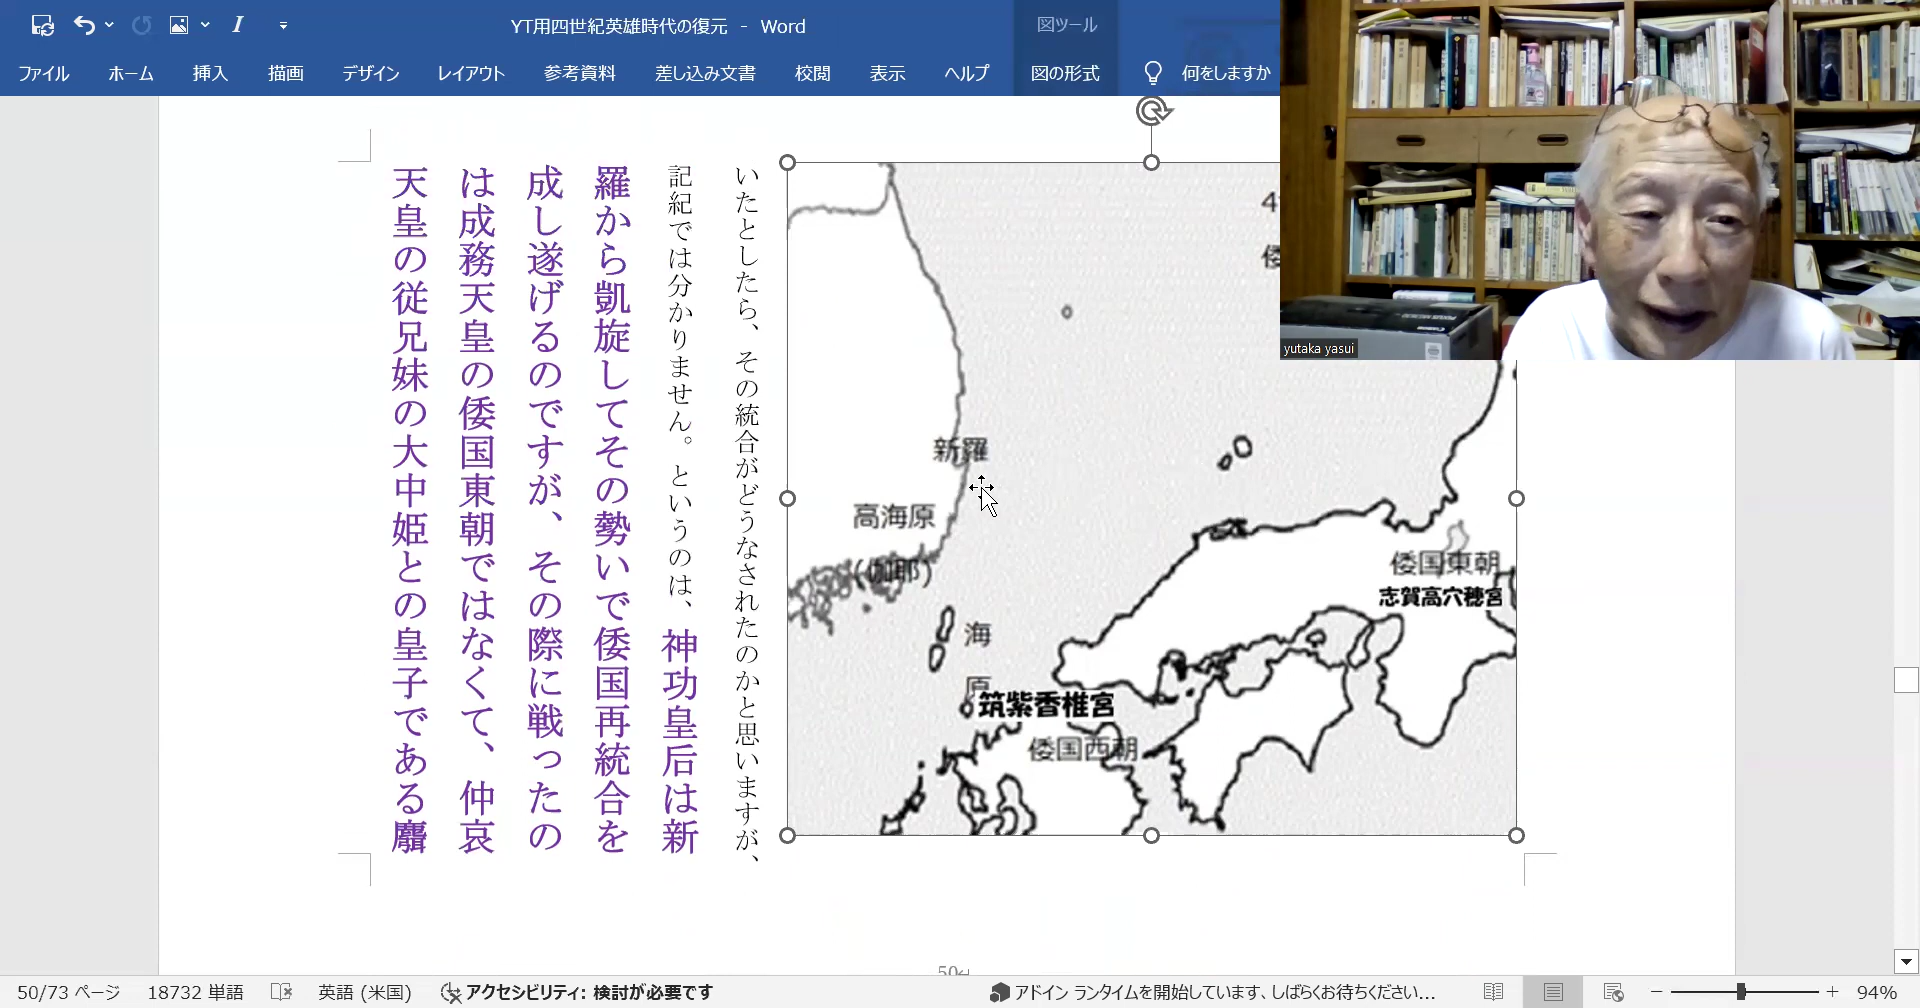 YT用四世紀英雄時代の復元 - Word
図ツール
ファイル ホーム 挿入 描画 デザイン レイアウト 参考資料 差し込み文書 校閲 表示 ヘルプ 図の形式 何をしますか
yutaka yasui
4
倭
新羅
高海原
(伽耶)
海
原
筑紫香椎宮
倭国西朝
倭国東朝
志賀高穴穂宮
いたとしたら、その統合がどうなされたのかと思いますが、
記紀では分かりません。というのは、神功皇后は新
羅から凱旋してその勢いで倭国再統合を
成し遂げるのですが、その際に戦ったの
は成務天皇の倭国東朝ではなくて、仲哀
天皇の従兄妹の大中姫との皇子である麛
50
50/73 ページ 18732 単語 英語 (米国) アクセシビリティ: 検討が必要です アドイン ランタイムを開始しています、しばらくお待ちください... 94%